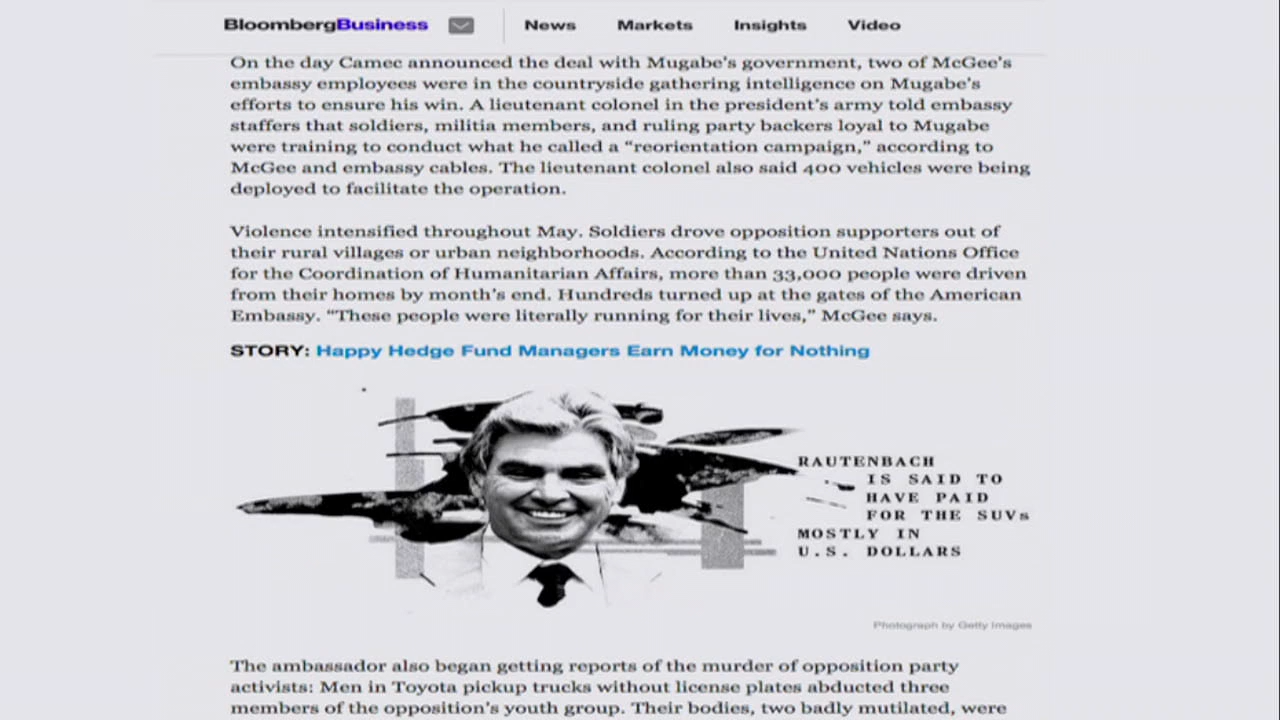 BloombergBusiness News Markets Insights Video
On the day Camec announced the deal with Mugabe's government, two of McGee's
embassy employees were in the countryside gathering intelligence on Mugabe's
efforts to ensure his win. A lieutenant colonel in the president's army told embassy
staffers that soldiers, militia members, and ruling party backers loyal to Mugabe
were training to conduct what he called a “reorientation campaign,” according to
McGee and embassy cables. The lieutenant colonel also said 400 vehicles were being
deployed to facilitate the operation.
Violence intensified throughout May. Soldiers drove opposition supporters out of
their rural villages or urban neighborhoods. According to the United Nations Office
for the Coordination of Humanitarian Affairs, more than 33,000 people were driven
from their homes by month's end. Hundreds turned up at the gates of the American
Embassy. “These people were literally running for their lives,” McGee says.
STORY: Happy Hedge Fund Managers Earn Money for Nothing
RAUTENBACH
IS SAID TO
HAVE PAID
FOR THE SUVs
MOSTLY IN
U.S. DOLLARS
Photograph by Getty Images
The ambassador also began getting reports of the murder of opposition party
activists: Men in Toyota pickup trucks without license plates abducted three
members of the opposition's youth group. Their bodies, two badly mutilated, were